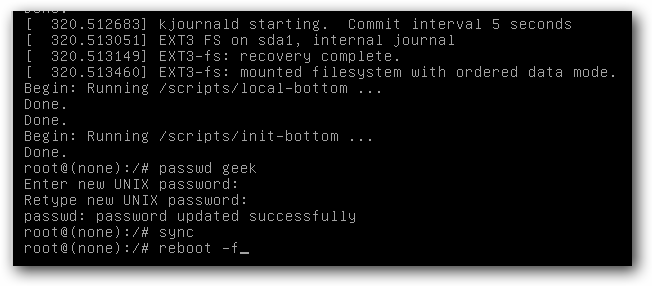 Done.
[  320.512683] kjournald starting.  Commit interval 5 seconds
[  320.513051] EXT3 FS on sda1, internal journal
[  320.513149] EXT3-fs: recovery complete.
[  320.513460] EXT3-fs: mounted filesystem with ordered data mode.
Begin: Running /scripts/local-bottom ...
Done.
Done.
Begin: Running /scripts/init-bottom ...
Done.
root@(none):/# passwd geek
Enter new UNIX password:
Retype new UNIX password:
passwd: password updated successfully
root@(none):/# sync
root@(none):/# reboot -f_